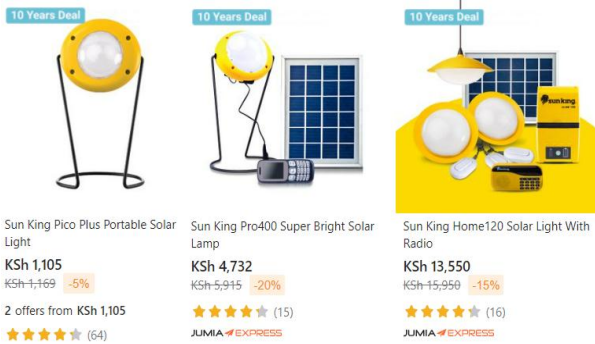 10 Years Deal
Sun King Pico Plus Portable Solar
Light
KSh 1,105
KSh 1,169 -5%
2 offers from KSh 1,105
(64)
10 Years Deal
Sun King Pro400 Super Bright Solar
Lamp
KSh 4,732
KSh 5,915 -20%
(15)
JUMIA EXPRESS
10 Years Deal
sun king
Sun King Home120 Solar Light With
Radio
KSh 13,550
KSh 15,950 -15%
(16)
JUMIA EXPRESS